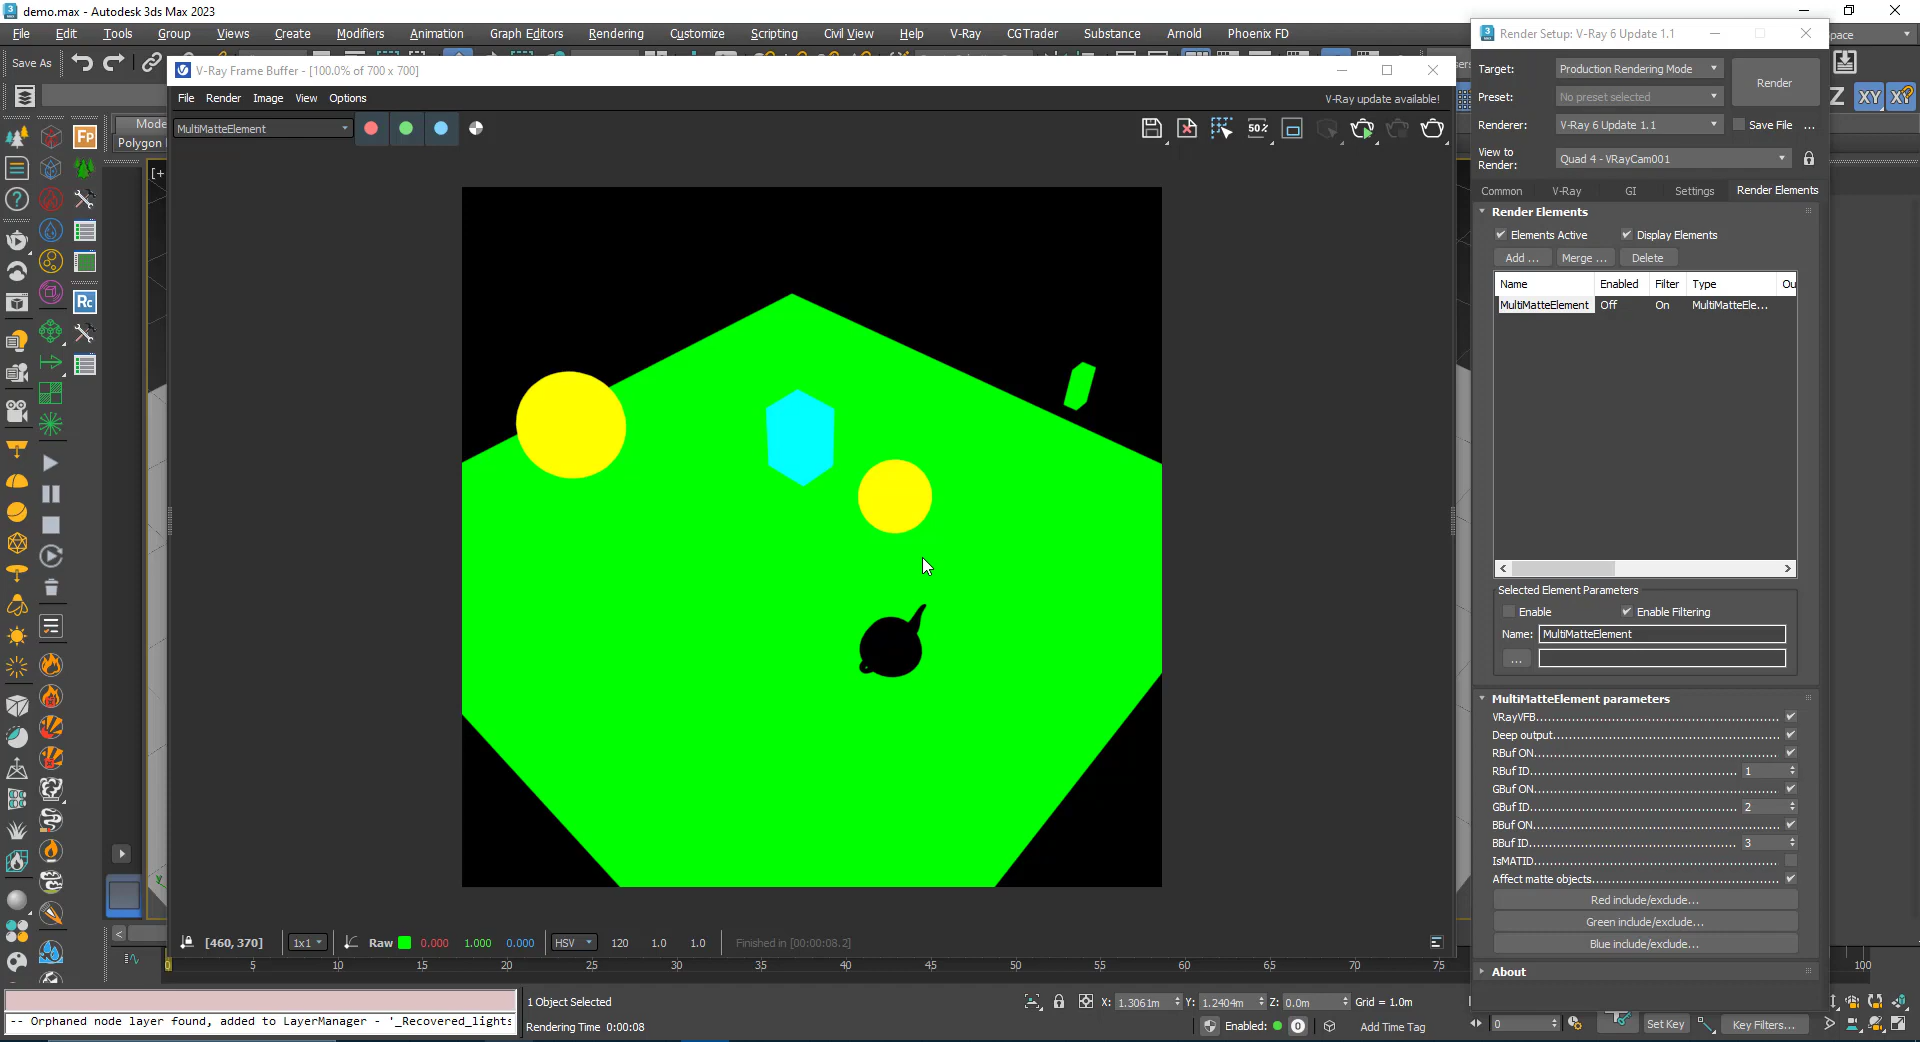 demo.max - Autodesk 3ds Max 2023
File Edit Tools Group Views Create Modifiers Animation Graph Editors Rendering Customize Scripting Civil View Help V-Ray CGTrader Substance Arnold Phoenix FD
Save As
V-Ray Frame Buffer - [100.0% of 700 x 700]
File Render Image View Options
V-Ray update available!
MultiMatteElement
50%
Mode
Polygon
[+
Fp
Rc
Render Setup: V-Ray 6 Update 1.1
Target: Production Rendering Mode
Render
Preset: No preset selected
Renderer: V-Ray 6 Update 1.1
Save File ...
View to Render: Quad 4 - VRayCam001
pace
Z XY
Common V-Ray GI Settings Render Elements
Render Elements
Elements Active Display Elements
Add ... Merge ... Delete
Name Enabled Filter Type Ou
MultiMatteElement Off On MultiMatteEle...
Selected Element Parameters
Enable Enable Filtering
Name: MultiMatteElement
...
MultiMatteElement parameters
VRayVFB
Deep output
RBuf ON
RBuf ID 1
GBuf ON
GBuf ID 2
BBuf ON
BBuf ID 3
IsMATID
Affect matte objects
Red include/exclude...
Green include/exclude...
Blue include/exclude...
About
[460, 370] 1x1 Raw 0.000 1.000 0.000 HSV 120 1.0 1.0 Finished in [00:00:08.2]
0 5 10 15 20 25 30 35 40 45 50 55 60 65 70 75 100
1 Object Selected
X: 1.3061m Y: 1.2404m Z: 0.0m Grid = 1.0m
-- Orphaned node layer found, added to LayerManager - '_Recovered_lights
Rendering Time 0:00:08
Enabled: 0 Add Time Tag
0
Set Key Key Filters...